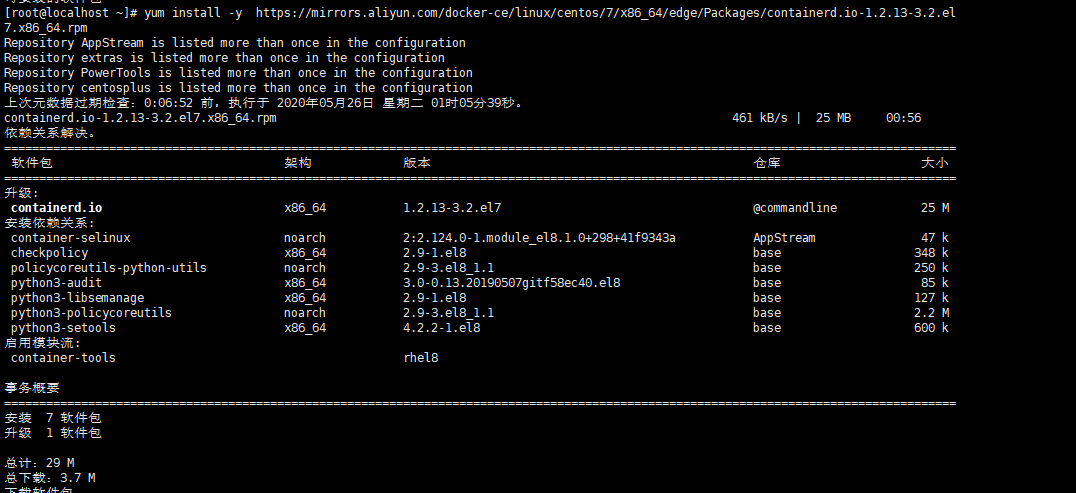 [root@localhost ~]# yum install -y  https://mirrors.aliyun.com/docker-ce/linux/centos/7/x86_64/edge/Packages/containerd.io-1.2.13-3.2.el
7.x86_64.rpm
Repository AppStream is listed more than once in the configuration
Repository extras is listed more than once in the configuration
Repository PowerTools is listed more than once in the configuration
Repository centosplus is listed more than once in the configuration
上次元数据过期检查：0:06:52 前，执行于 2020年05月26日 星期二 01时05分39秒。
containerd.io-1.2.13-3.2.el7.x86_64.rpm 461 kB/s | 25 MB 00:56
依赖关系解决。
================================================================================
软件包 架构 版本 仓库 大小
================================================================================
升级:
containerd.io x86_64 1.2.13-3.2.el7 @commandline 25 M
安装依赖关系:
container-selinux noarch 2:2.124.0-1.module_el8.1.0+298+41f9343a AppStream 47 k
checkpolicy x86_64 2.9-1.el8 base 348 k
policycoreutils-python-utils noarch 2.9-3.el8_1.1 base 250 k
python3-audit x86_64 3.0-0.13.20190507gitf58ec40.el8 base 85 k
python3-libsemanage x86_64 2.9-1.el8 base 127 k
python3-policycoreutils noarch 2.9-3.el8_1.1 base 2.2 M
python3-setools x86_64 4.2.2-1.el8 base 600 k
启用模块流:
container-tools rhel8
事务概要
================================================================================
安装  7 软件包
升级  1 软件包
总计：29 M
总下载：3.7 M
下载软件包